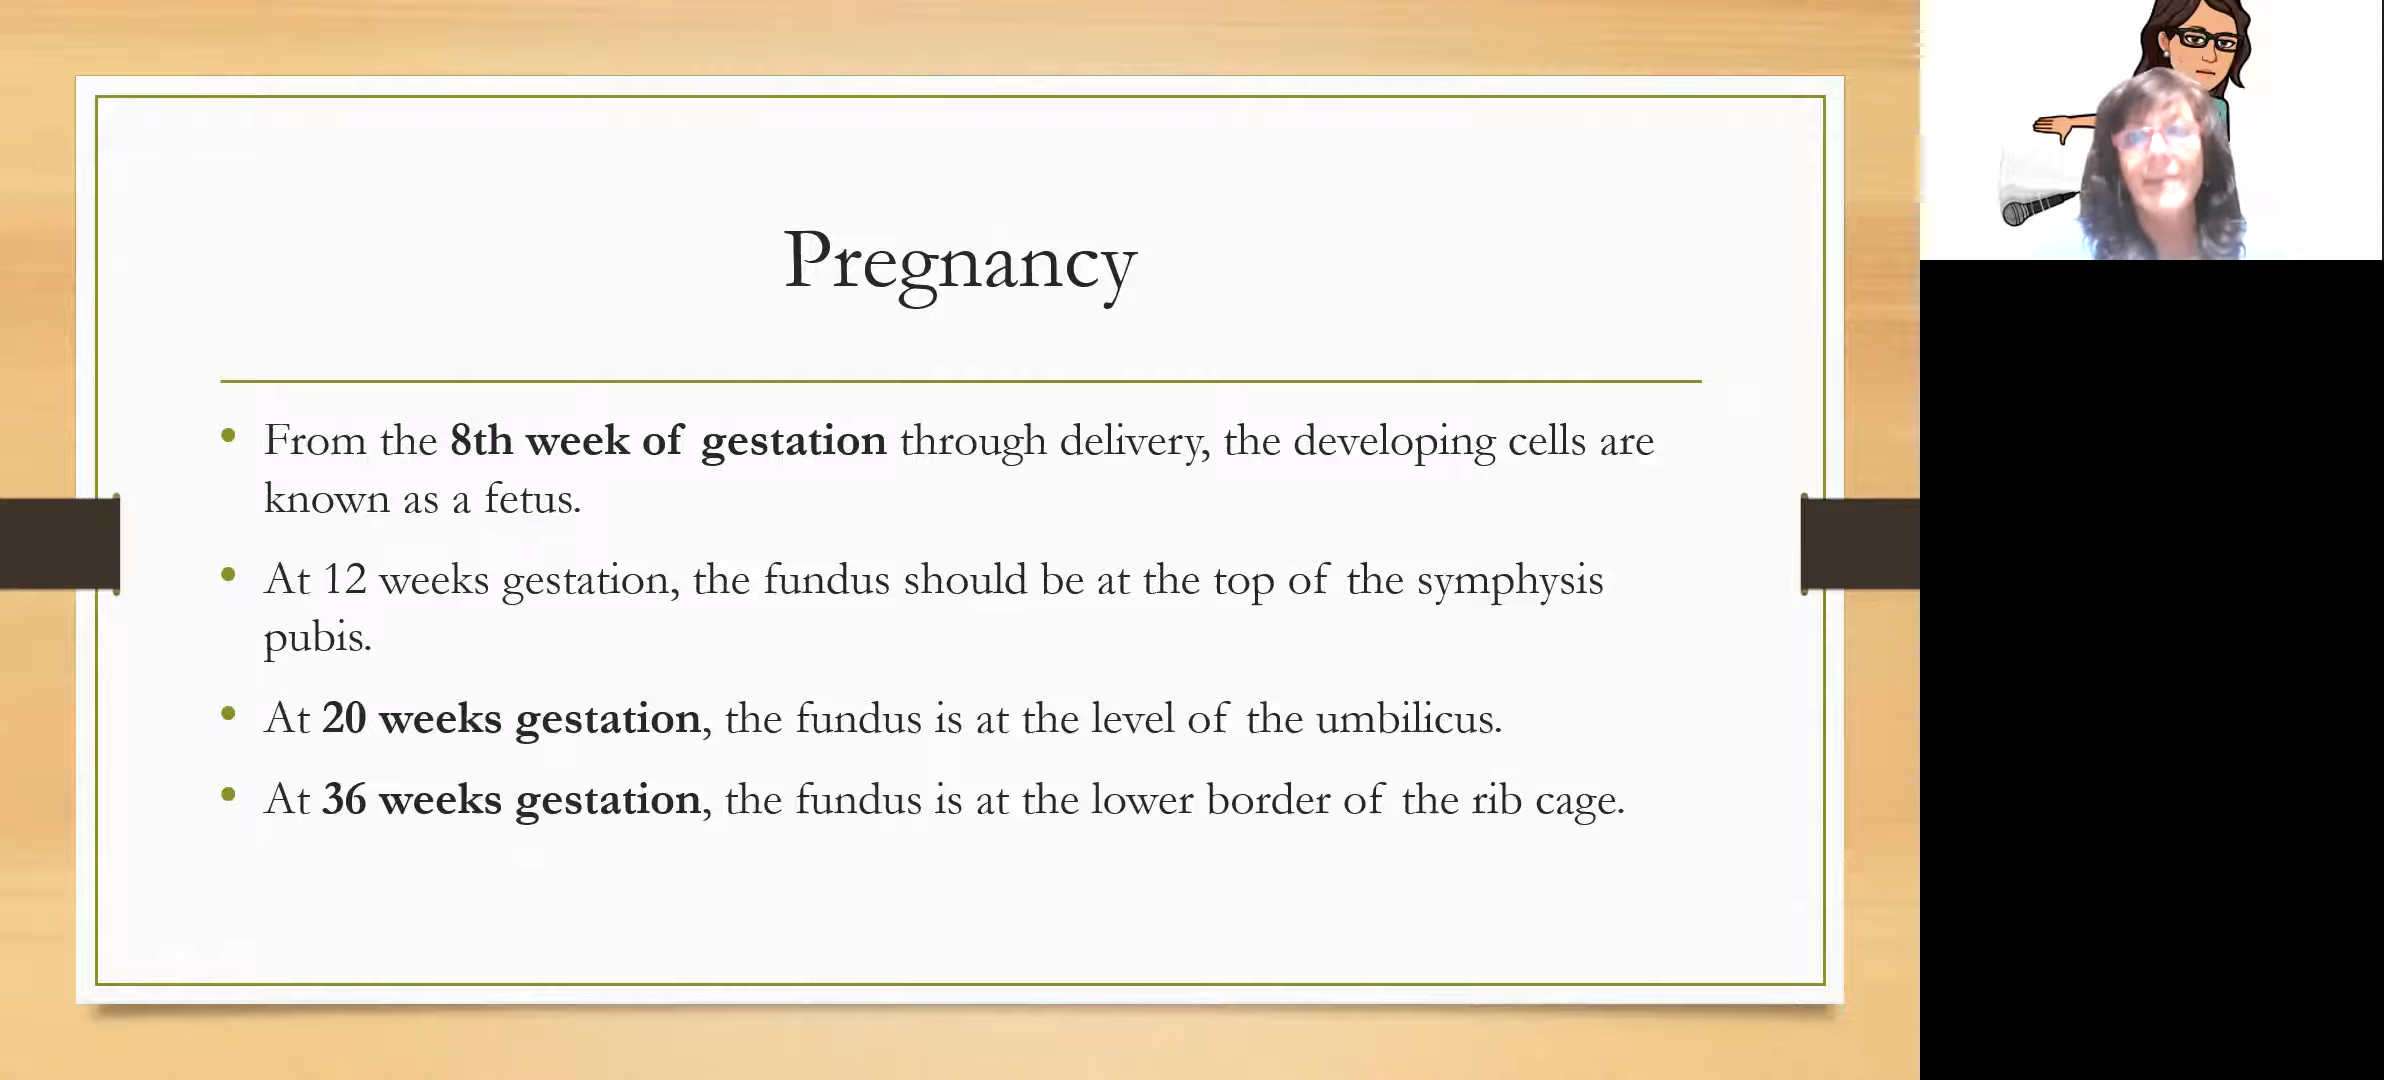 Pregnancy
• From the 8th week of gestation through delivery, the developing cells are
known as a fetus.
• At 12 weeks gestation, the fundus should be at the top of the symphysis
pubis.
• At 20 weeks gestation, the fundus is at the level of the umbilicus.
• At 36 weeks gestation, the fundus is at the lower border of the rib cage.